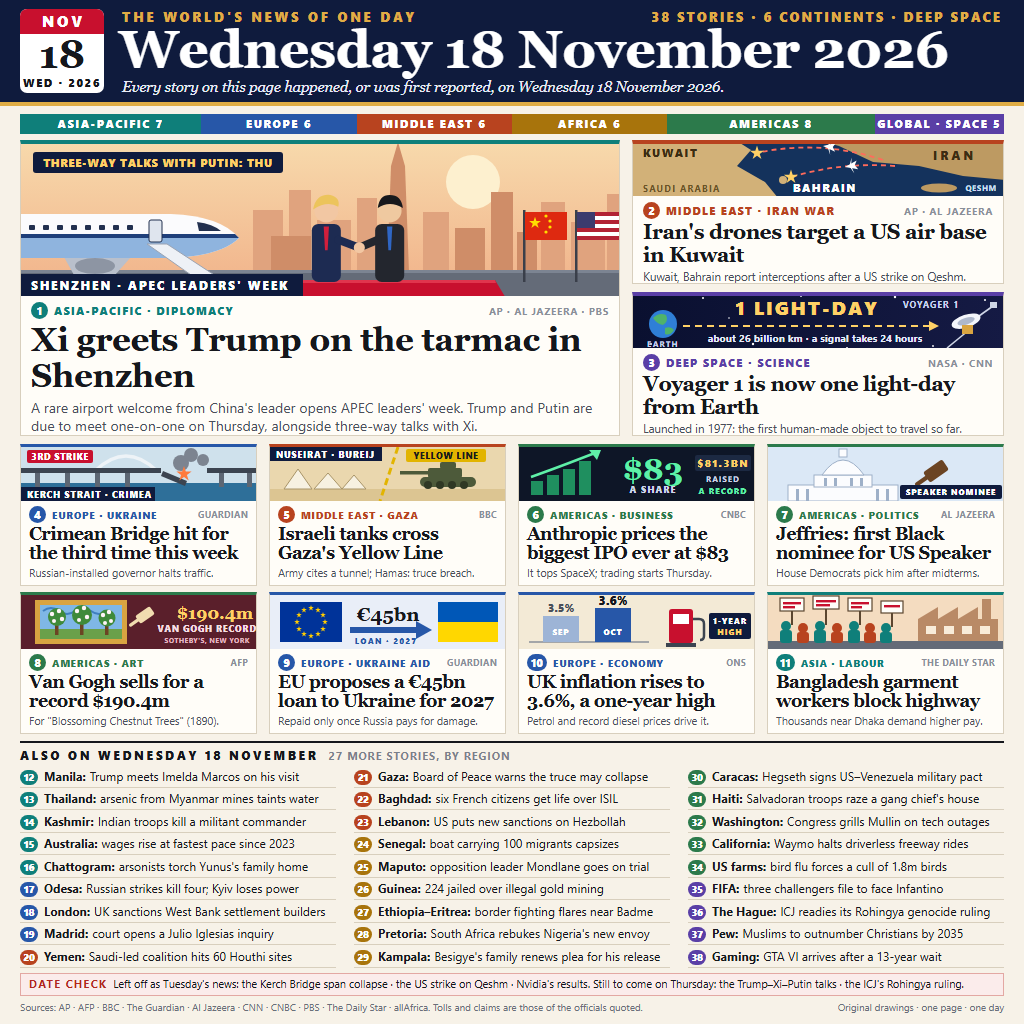 NOV
18
WED · 2026
THE WORLD'S NEWS OF ONE DAY
38 STORIES · 6 CONTINENTS · DEEP SPACE
Wednesday 18 November 2026
Every story on this page happened, or was first reported, on Wednesday 18 November 2026.
ASIA-PACIFIC 7
EUROPE 6
MIDDLE EAST 6
AFRICA 6
AMERICAS 8
GLOBAL · SPACE 5
THREE-WAY TALKS WITH PUTIN: THU
SHENZHEN · APEC LEADERS' WEEK
1 ASIA-PACIFIC · DIPLOMACY
AP · AL JAZEERA · PBS
Xi greets Trump on the tarmac in
Shenzhen
A rare airport welcome from China's leader opens APEC leaders' week. Trump and Putin are
due to meet one-on-one on Thursday, alongside three-way talks with Xi.
KUWAIT
IRAN
SAUDI ARABIA
BAHRAIN
QESHM
2 MIDDLE EAST · IRAN WAR
AP · AL JAZEERA
Iran's drones target a US air base
in Kuwait
Kuwait, Bahrain report interceptions after a US strike on Qeshm.
1 LIGHT-DAY
VOYAGER 1
EARTH
about 26 billion km · a signal takes 24 hours
3 DEEP SPACE · SCIENCE
NASA · CNN
Voyager 1 is now one light-day
from Earth
Launched in 1977: the first human-made object to travel so far.
3RD STRIKE
KERCH STRAIT · CRIMEA
4 EUROPE · UKRAINE
GUARDIAN
Crimean Bridge hit for
the third time this week
Russian-installed governor halts traffic.
NUSEIRAT · BUREIJ
YELLOW LINE
5 MIDDLE EAST · GAZA
BBC
Israeli tanks cross
Gaza's Yellow Line
Army cites a tunnel; Hamas: truce breach.
$83
A SHARE
$81.3BN
RAISED
A RECORD
6 AMERICAS · BUSINESS
CNBC
Anthropic prices the
biggest IPO ever at $83
It tops SpaceX; trading starts Thursday.
SPEAKER NOMINEE
7 AMERICAS · POLITICS
AL JAZEERA
Jeffries: first Black
nominee for US Speaker
House Democrats pick him after midterms.
$190.4m
VAN GOGH RECORD
SOTHEBY'S, NEW YORK
8 AMERICAS · ART
AFP
Van Gogh sells for a
record $190.4m
For "Blossoming Chestnut Trees" (1890).
€45bn
LOAN · 2027
9 EUROPE · UKRAINE AID
GUARDIAN
EU proposes a €45bn
loan to Ukraine for 2027
Repaid only once Russia pays for damage.
3.5%
3.6%
SEP
OCT
1-YEAR
HIGH
10 EUROPE · ECONOMY
ONS
UK inflation rises to
3.6%, a one-year high
Petrol and record diesel prices drive it.
11 ASIA · LABOUR
THE DAILY STAR
Bangladesh garment
workers block highway
Thousands near Dhaka demand higher pay.
ALSO ON WEDNESDAY 18 NOVEMBER 27 MORE STORIES, BY REGION
12 Manila: Trump meets Imelda Marcos on his visit
13 Thailand: arsenic from Myanmar mines taints water
14 Kashmir: Indian troops kill a militant commander
15 Australia: wages rise at fastest pace since 2023
16 Chattogram: arsonists torch Yunus's family home
17 Odesa: Russian strikes kill four; Kyiv loses power
18 London: UK sanctions West Bank settlement builders
19 Madrid: court opens a Julio Iglesias inquiry
20 Yemen: Saudi-led coalition hits 60 Houthi sites
21 Gaza: Board of Peace warns the truce may collapse
22 Baghdad: six French citizens get life over ISIL
23 Lebanon: US puts new sanctions on Hezbollah
24 Senegal: boat carrying 100 migrants capsizes
25 Maputo: opposition leader Mondlane goes on trial
26 Guinea: 224 jailed over illegal gold mining
27 Ethiopia–Eritrea: border fighting flares near Badme
28 Pretoria: South Africa rebukes Nigeria's new envoy
29 Kampala: Besigye's family renews plea for his release
30 Caracas: Hegseth signs US–Venezuela military pact
31 Haiti: Salvadoran troops raze a gang chief's house
32 Washington: Congress grills Mullin on tech outages
33 California: Waymo halts driverless freeway rides
34 US farms: bird flu forces a cull of 1.8m birds
35 FIFA: three challengers file to face Infantino
36 The Hague: ICJ readies its Rohingya genocide ruling
37 Pew: Muslims to outnumber Christians by 2035
38 Gaming: GTA VI arrives after a 13-year wait
DATE CHECK Left off as Tuesday's news: the Kerch Bridge span collapse · the US strike on Qeshm · Nvidia's results. Still to come on Thursday: the Trump–Xi–Putin talks · the ICJ's Rohingya ruling.
Sources: AP · AFP · BBC · The Guardian · Al Jazeera · CNN · CNBC · PBS · The Daily Star · allAfrica. Tolls and claims are those of the officials quoted.
Original drawings · one page · one day